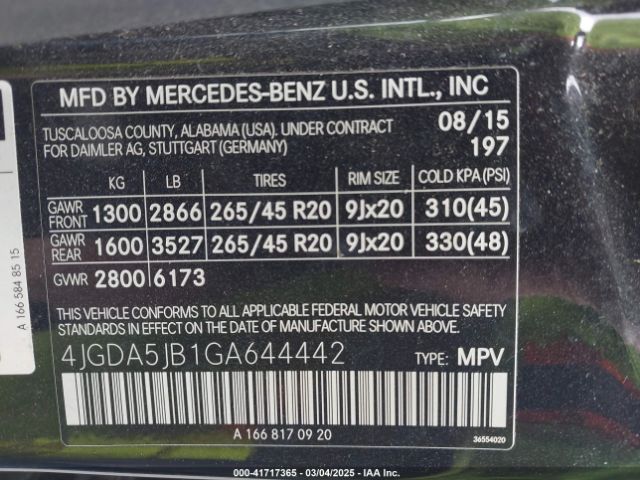 MFD BY MERCEDES-BENZ U.S. INTL., INC
TUSCALOOSA COUNTY, ALABAMA (USA). UNDER CONTRACT 08/15
FOR DAIMLER AG, STUTTGART (GERMANY) 197
KG LB TIRES RIM SIZE COLD KPA (PSI)
GAWR FRONT 1300 2866 265/45 R20 9Jx20 310(45)
GAWR REAR 1600 3527 265/45 R20 9Jx20 330(48)
GVWR 2800 6173
THIS VEHICLE CONFORMS TO ALL APPLICABLE FEDERAL MOTOR VEHICLE SAFETY
STANDARDS IN EFFECT ON THE DATE OF MANUFACTURE SHOWN ABOVE.
4JGDA5JB1GA644442 TYPE: MPV
A 166 817 09 20
36554020
A 166 584 85 15
000-41717365 - 03/04/2025 - IAA Inc.